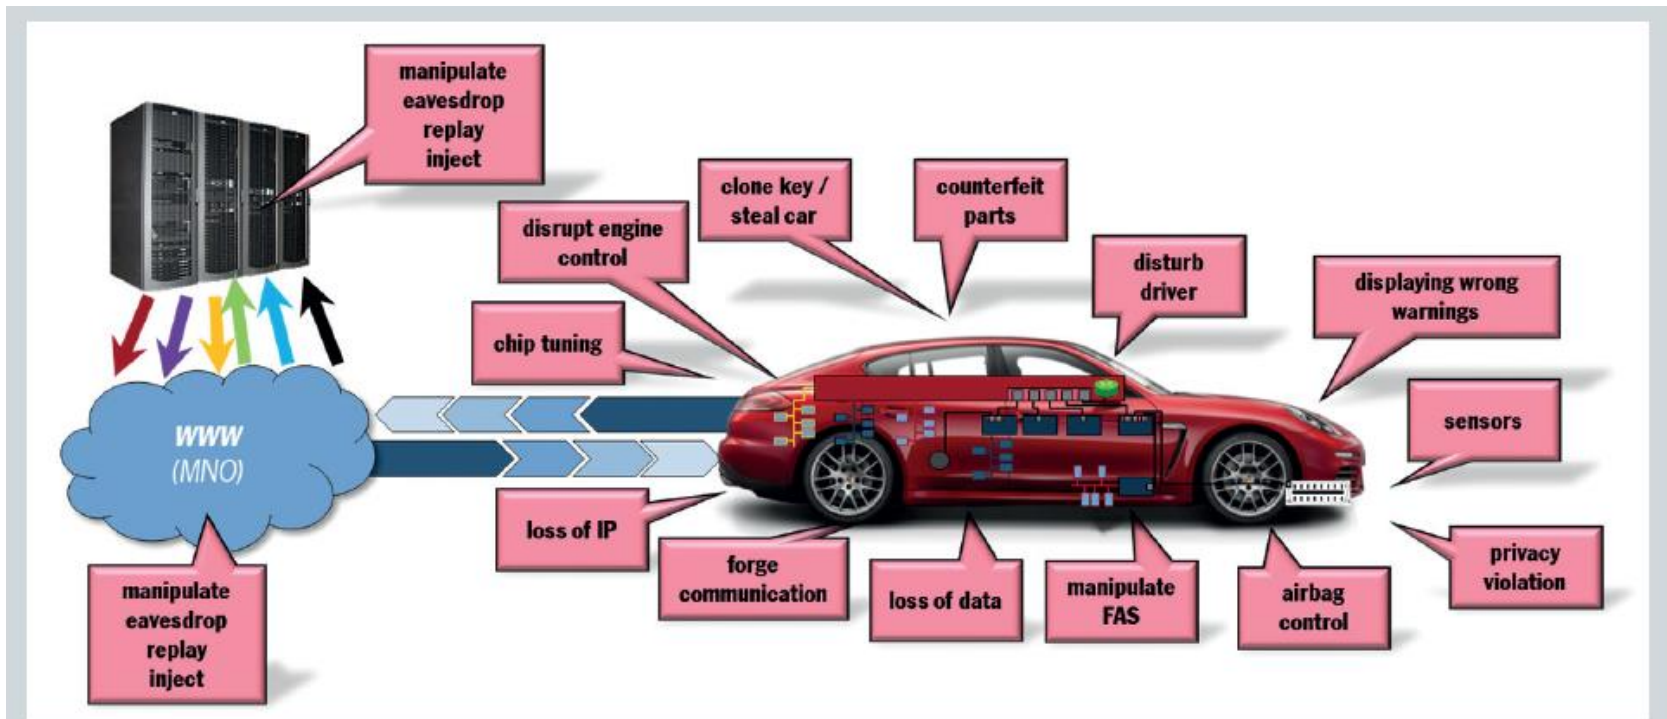 manipulate
eavesdrop
replay
inject
clone key /
steal car
counterfeit
parts
disrupt engine
control
disturb
driver
displaying wrong
warnings
chip tuning
sensors
WWW
(MNO)
loss of IP
forge
communication
loss of data
manipulate
FAS
airbag
control
privacy
violation
manipulate
eavesdrop
replay
inject